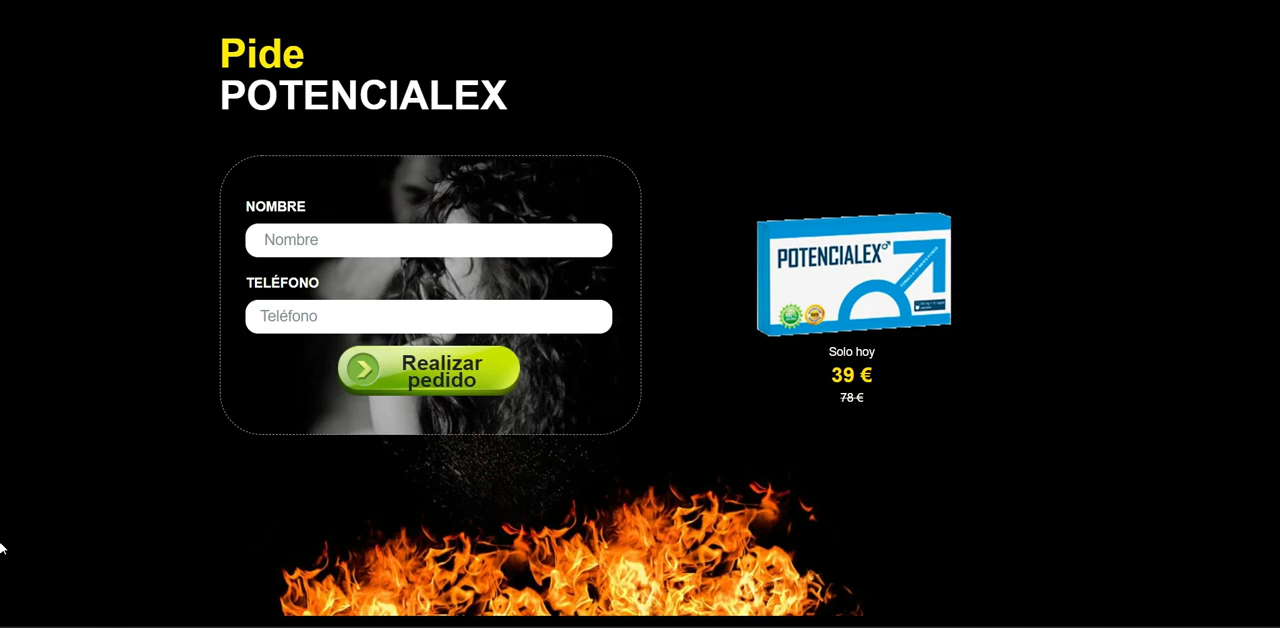 Pide
POTENCIALEX
NOMBRE
Nombre
TELÉFONO
Teléfono
Realizar
pedido
POTENCIALEX
Solo hoy
39 €
78 €